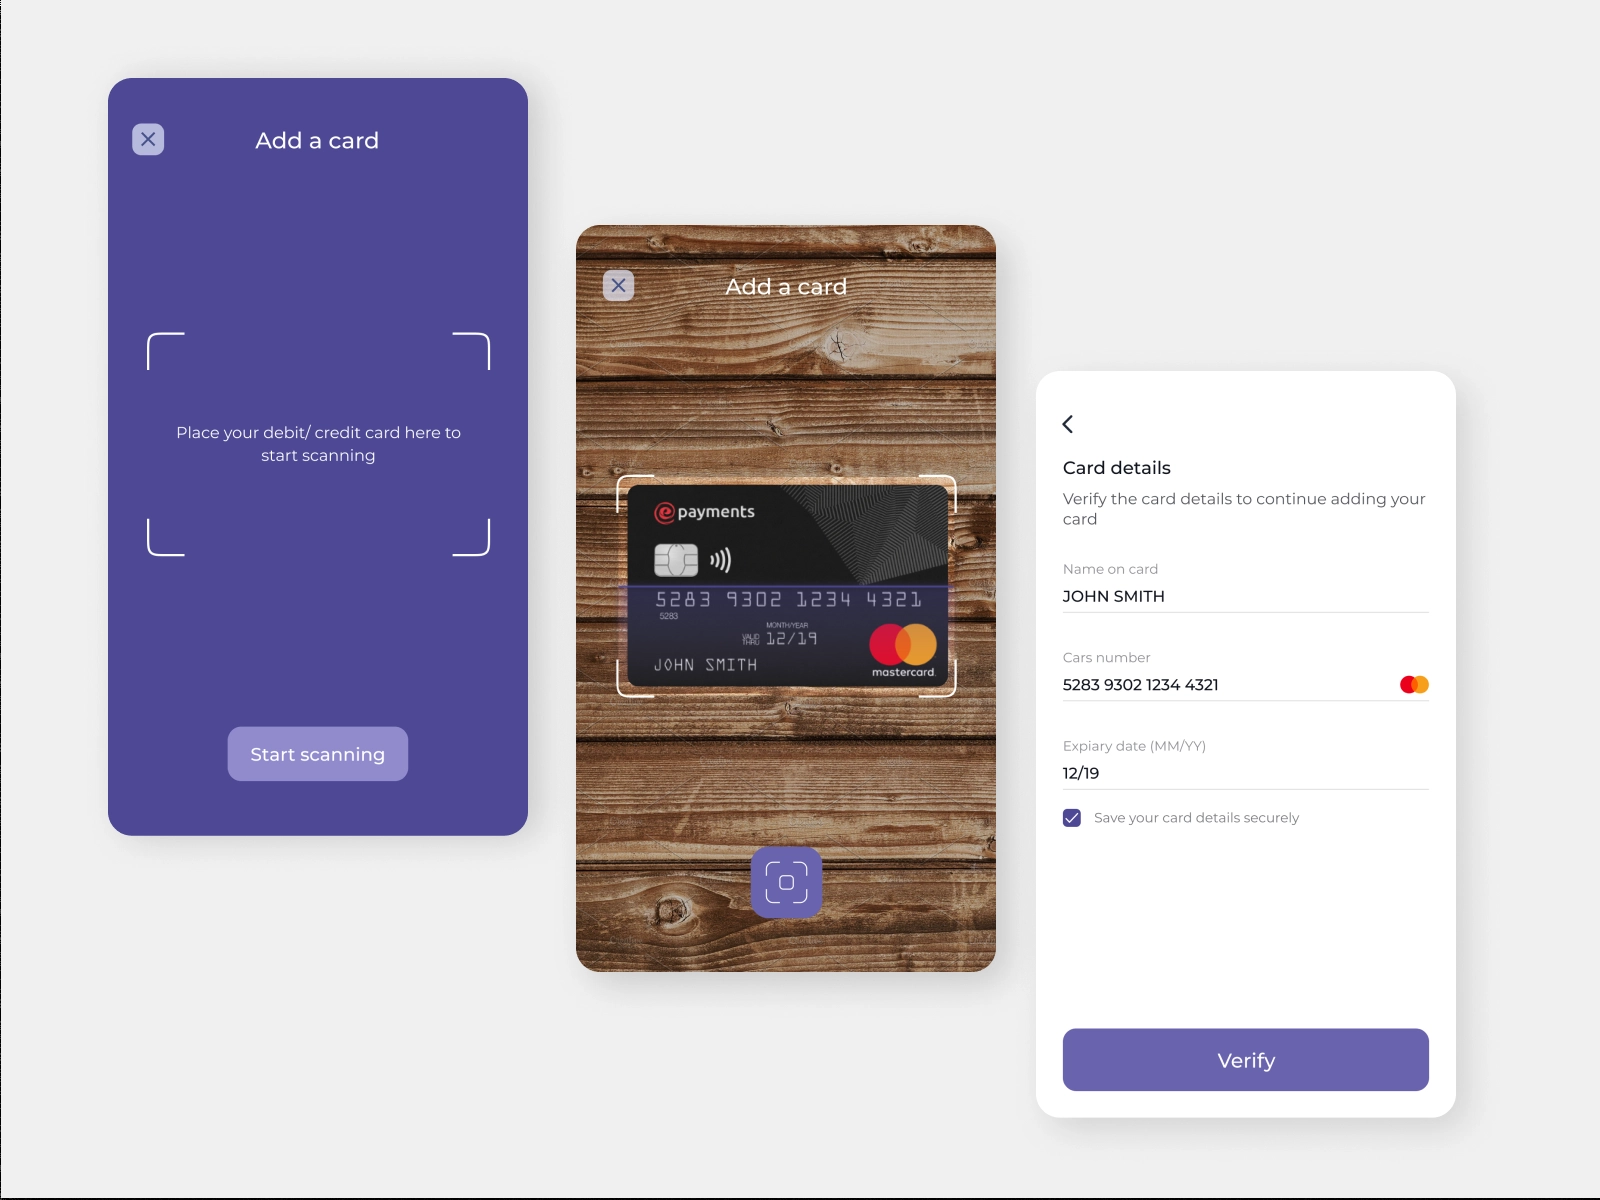 Add a card
Place your debit/ credit card here to
start scanning
Start scanning
Add a card
e payments
5283 9302 1234 4321
5283
MONTH/YEAR
VALID
THRU 12/19
JOHN SMITH
mastercard.
Card details
Verify the card details to continue adding your
card
Name on card
JOHN SMITH
Cars number
5283 9302 1234 4321
Expiary date (MM/YY)
12/19
Save your card details securely
Verify